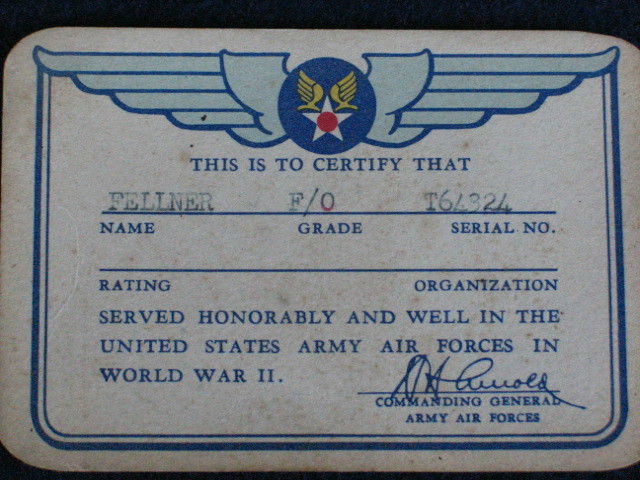 THIS IS TO CERTIFY THAT
FELLNER F/O T64324
NAME GRADE SERIAL NO.
RATING ORGANIZATION
SERVED HONORABLY AND WELL IN THE
UNITED STATES ARMY AIR FORCES IN
WORLD WAR II.
H H Arnold
COMMANDING GENERAL
ARMY AIR FORCES